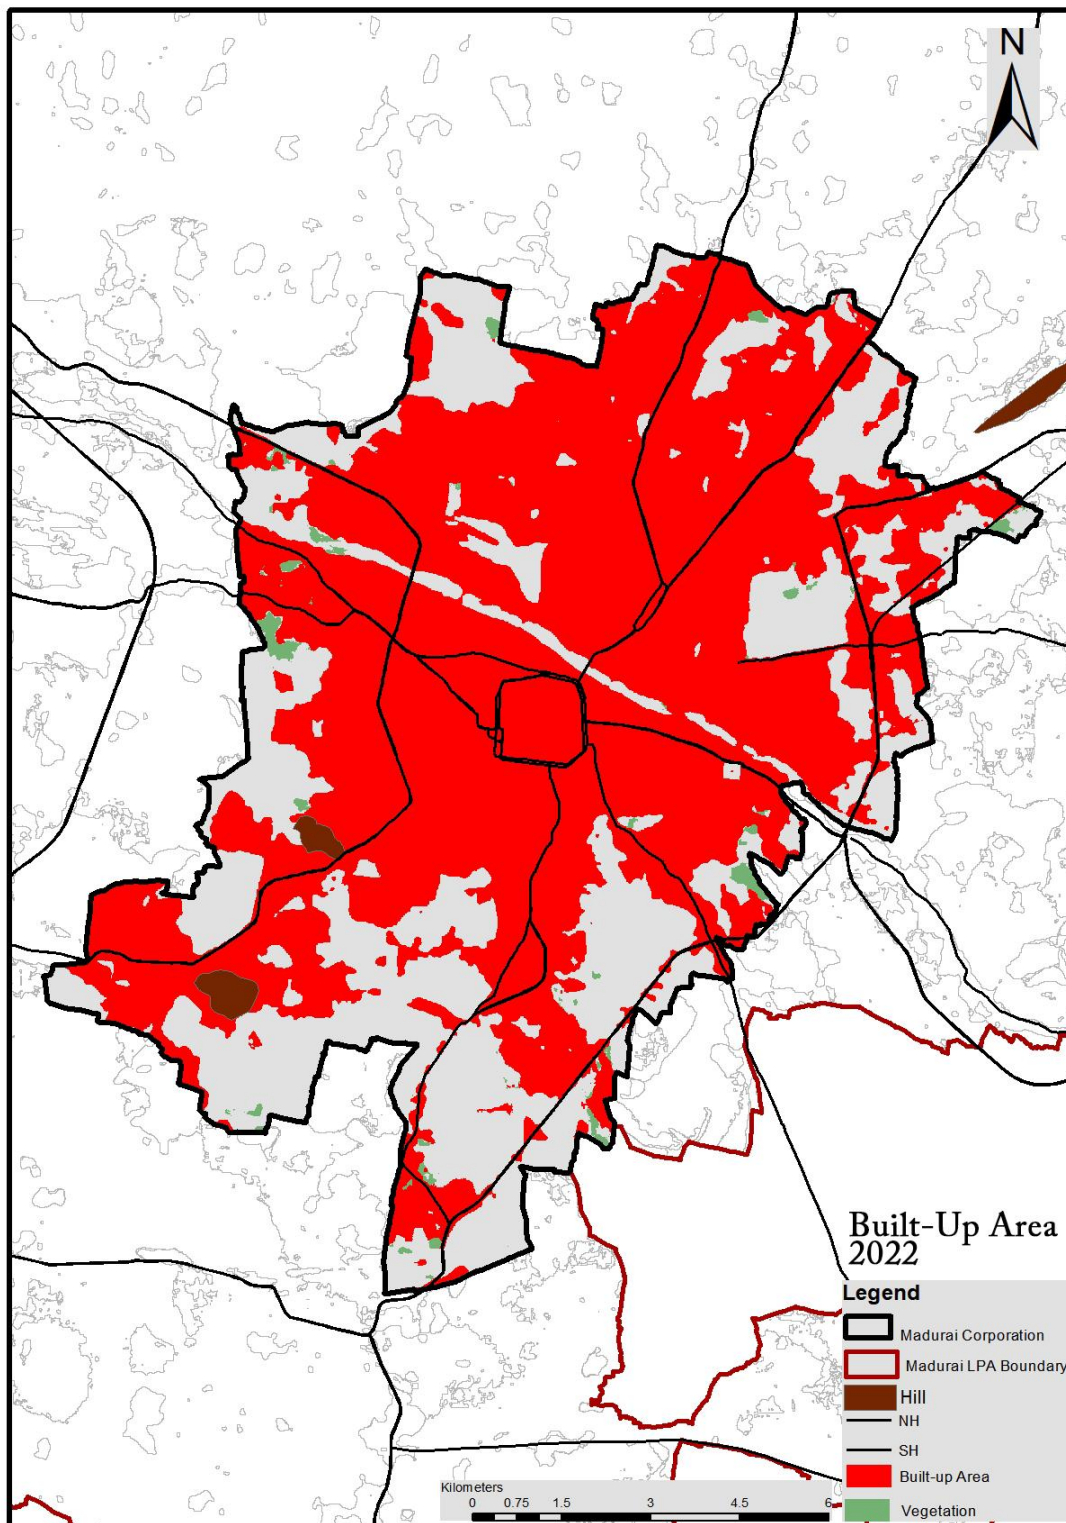 N
Built-Up Area
2022
Legend
Madurai Corporation
Madurai LPA Boundary
Hill
NH
SH
Built-up Area
Vegetation
Kilometers
0 0.75 1.5 3 4.5 6